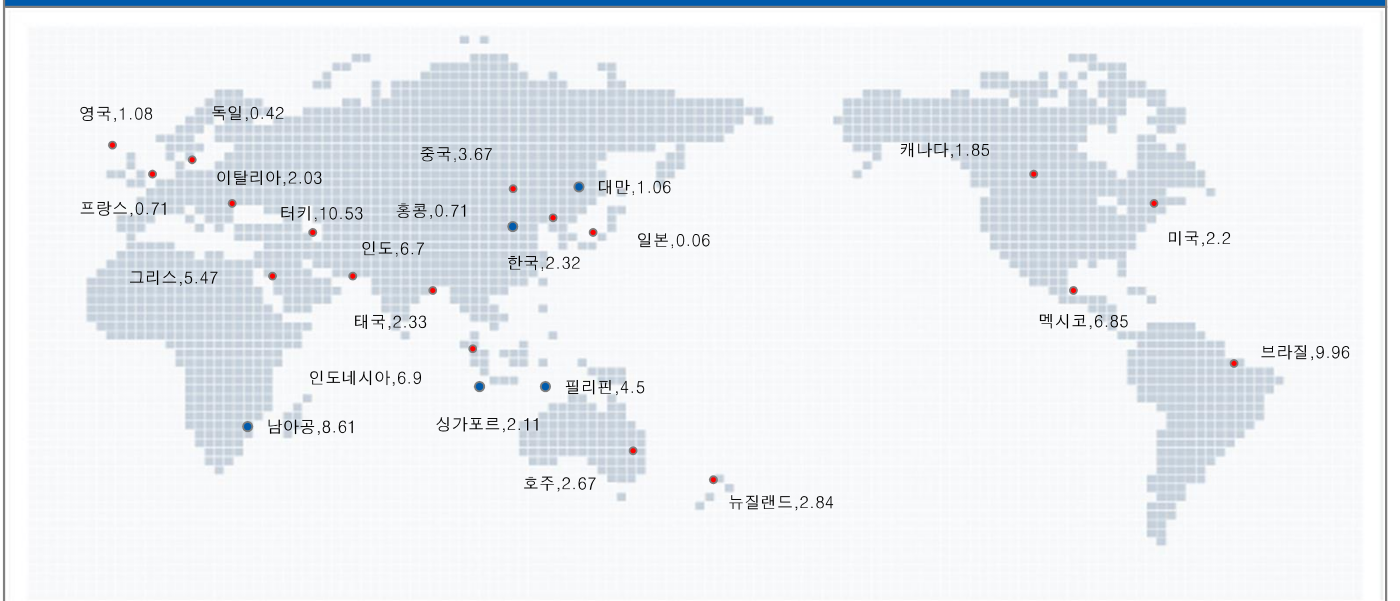 영국,1.08
독일,0.42
중국,3.67
캐나다,1.85
이탈리아,2.03
대만,1.06
프랑스,0.71
터키,10.53
홍콩,0.71
일본,0.06
미국,2.2
인도,6.7
한국,2.32
그리스,5.47
태국,2.33
멕시코,6.85
브라질,9.96
인도네시아,6.9
필리핀,4.5
남아공,8.61
싱가포르,2.11
호주,2.67
뉴질랜드,2.84